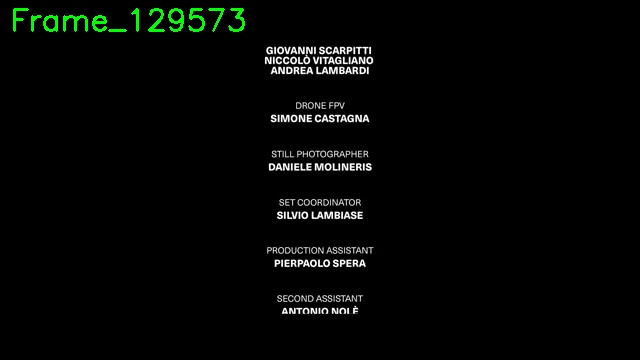 Frame_129573
GIOVANNI SCARPITTI
NICCOLÒ VITAGLIANO
ANDREA LAMBARDI
DRONE FPV
SIMONE CASTAGNA
STILL PHOTOGRAPHER
DANIELE MOLINERIS
SET COORDINATOR
SILVIO LAMBIASE
PRODUCTION ASSISTANT
PIERPAOLO SPERA
SECOND ASSISTANT
ANTONIO NOLÈ